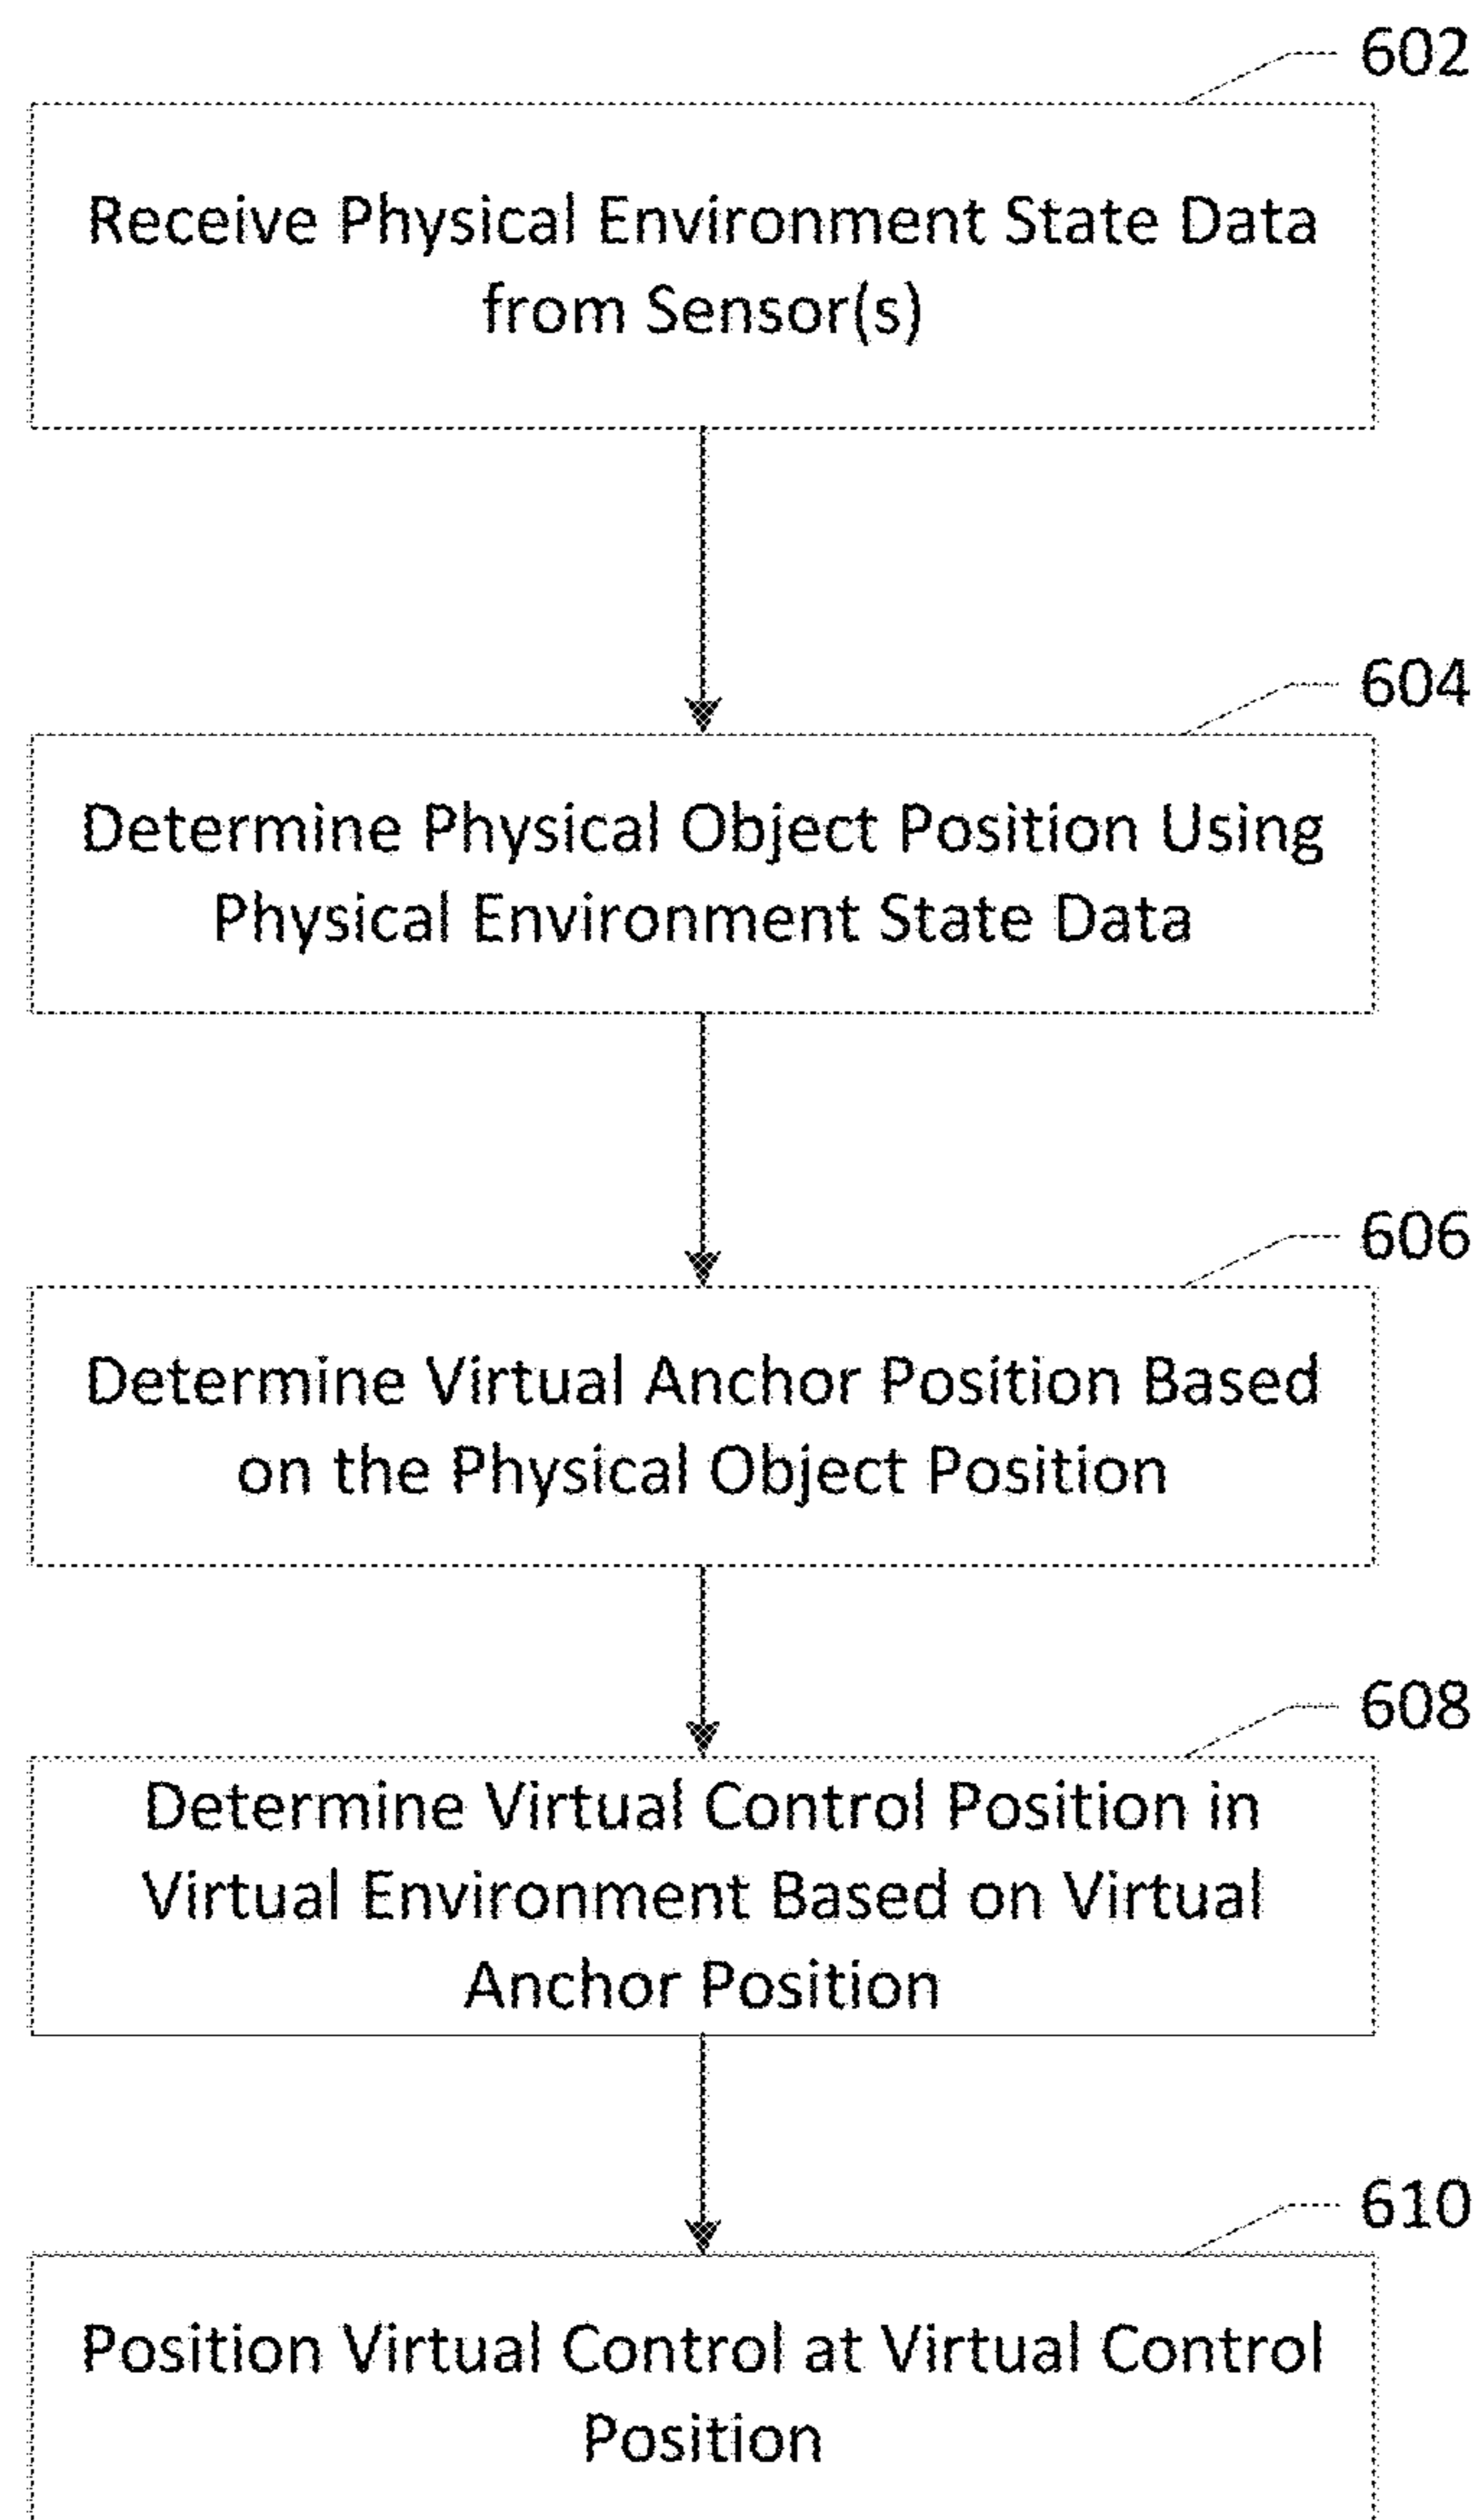 602
Receive Physical Environment State Data
from Sensor(s)
604
Determine Physical Object Position Using
Physical Environment State Data
606
Determine Virtual Anchor Position Based
on the Physical Object Position
608
Determine Virtual Control Position in
Virtual Environment Based on Virtual
Anchor Position
610
Position Virtual Control at Virtual Control
Position